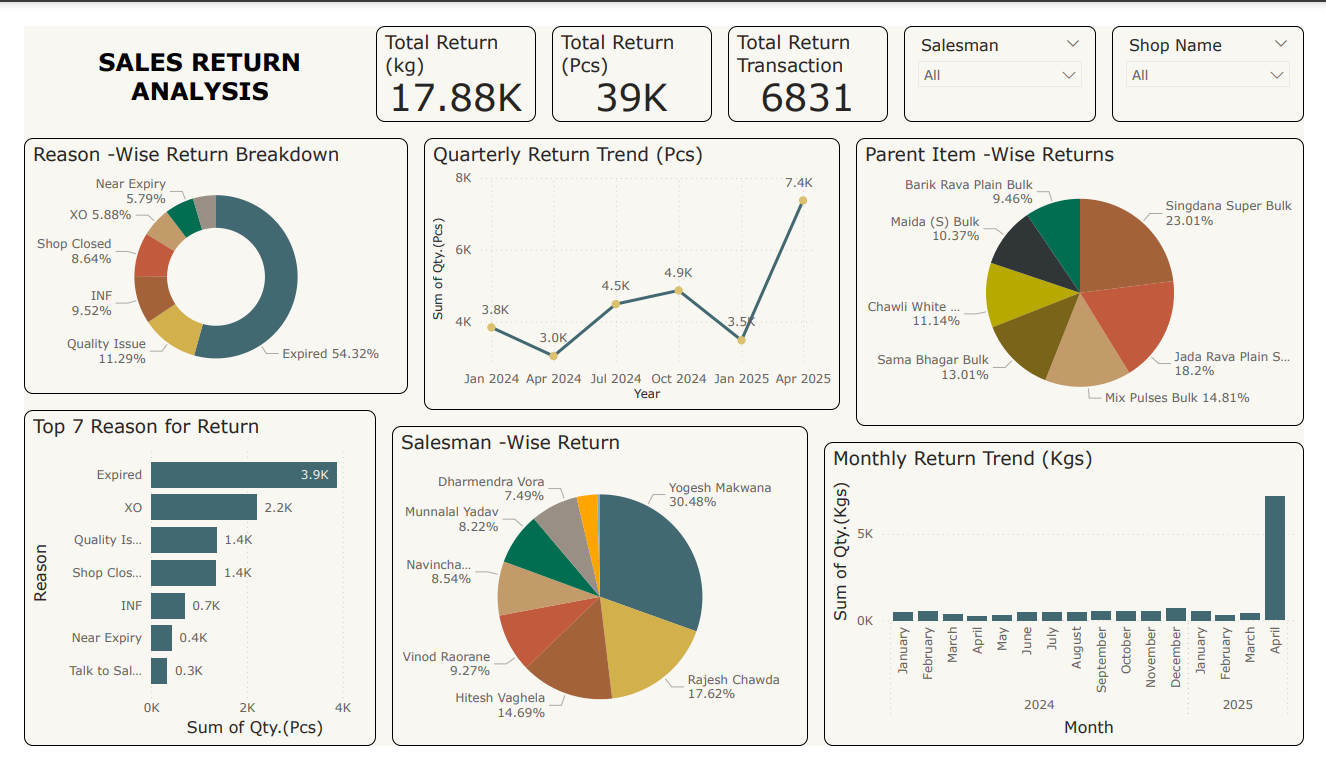 SALES RETURN
ANALYSIS
Total Return
(kg)
17.88K
Total Return
(Pcs)
39K
Total Return
Transaction
6831
Salesman
All
Shop Name
All
Reason -Wise Return Breakdown
Near Expiry
5.79%
XO 5.88%
Shop Closed
8.64%
INF
9.52%
Quality Issue
11.29%
Expired 54.32%
Quarterly Return Trend (Pcs)
Sum of Qty.(Pcs)
8K
6K
4K
3.8K
3.0K
4.5K
4.9K
3.5K
7.4K
Jan 2024 Apr 2024 Jul 2024 Oct 2024 Jan 2025 Apr 2025
Year
Parent Item -Wise Returns
Barik Rava Plain Bulk
9.46%
Maida (S) Bulk
10.37%
Chawli White ...
11.14%
Sama Bhagar Bulk
13.01%
Singdana Super Bulk
23.01%
Jada Rava Plain S...
18.2%
Mix Pulses Bulk 14.81%
Top 7 Reason for Return
Reason
Expired 3.9K
XO 2.2K
Quality Is... 1.4K
Shop Clos... 1.4K
INF 0.7K
Near Expiry 0.4K
Talk to Sal... 0.3K
0K 2K 4K
Sum of Qty.(Pcs)
Salesman -Wise Return
Dharmendra Vora
7.49%
Munnalal Yadav
8.22%
Navincha...
8.54%
Vinod Raorane
9.27%
Hitesh Vaghela
14.69%
Yogesh Makwana
30.48%
Rajesh Chawda
17.62%
Monthly Return Trend (Kgs)
Sum of Qty.(Kgs)
5K
0K
January
February
March
April
May
June
July
August
September
October
November
December
January
February
March
April
2024 2025
Month